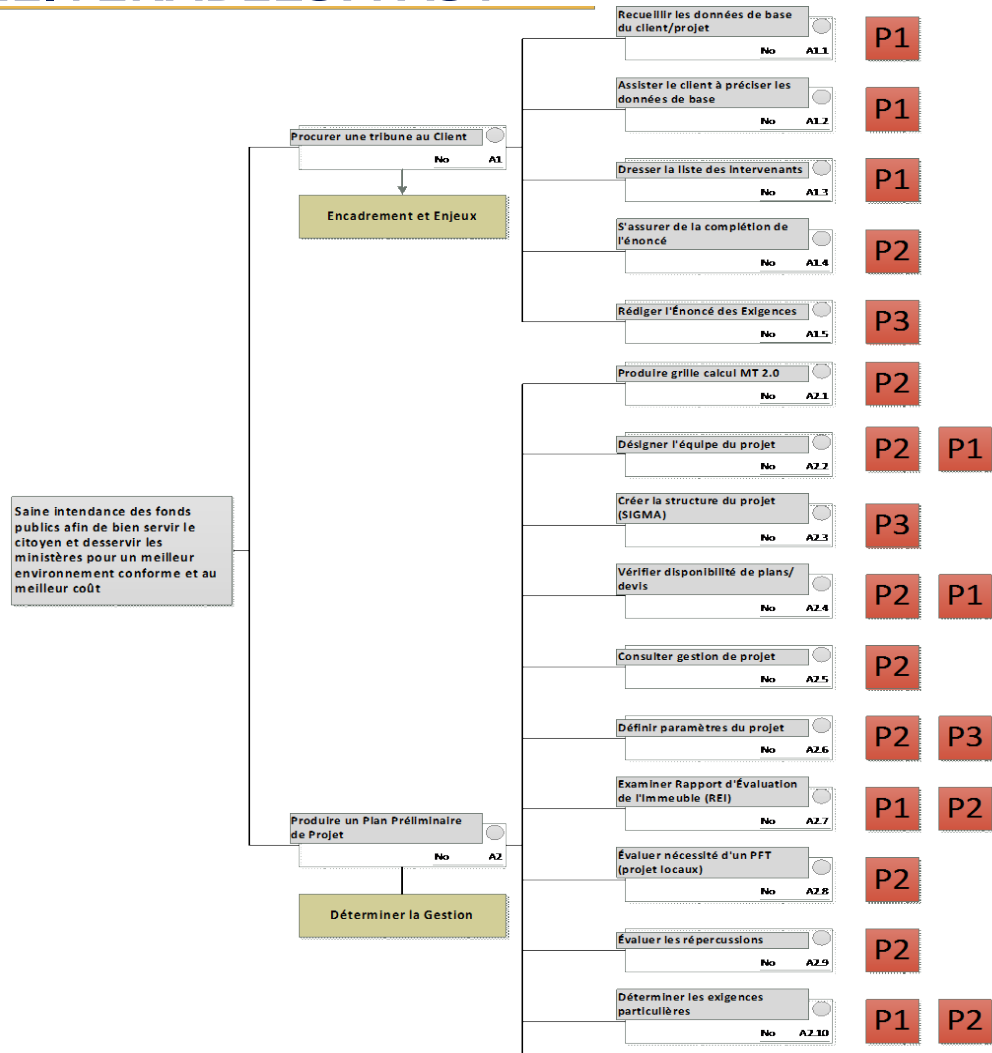 Recueillir les données de base
du client/projet
No A1.1
P1
Assister le client à préciser les
données de base
No A1.2
P1
Procurer une tribune au Client
No A1
Encadrement et Enjeux
Dresser la liste des intervenants
No A1.3
P1
S'assurer de la complétion de
l'énoncé
No A1.4
P2
Rédiger l'Énoncé des Exigences
No A1.5
P3
Produire grille calcul MT 2.0
No A2.1
P2
Désigner l'équipe du projet
No A2.2
P2 P1
Saine intendance des fonds
publics afin de bien servir le
citoyen et desservir les
ministères pour un meilleur
environnement conforme et au
meilleur coût
Créer la structure du projet
(SIGMA)
No A2.3
P3
Vérifier disponibilité de plans/
devis
No A2.4
P2 P1
Consulter gestion de projet
No A2.5
P2
Définir paramètres du projet
No A2.6
P2 P3
Examiner Rapport d'Évaluation
de l'Immeuble (REI)
No A2.7
P1 P2
Produire un Plan Préliminaire
de Projet
No A2
Déterminer la Gestion
Évaluer nécessité d'un PFT
(projet locaux)
No A2.8
P2
Évaluer les répercussions
No A2.9
P2
Déterminer les exigences
particulières
No A2.10
P1 P2